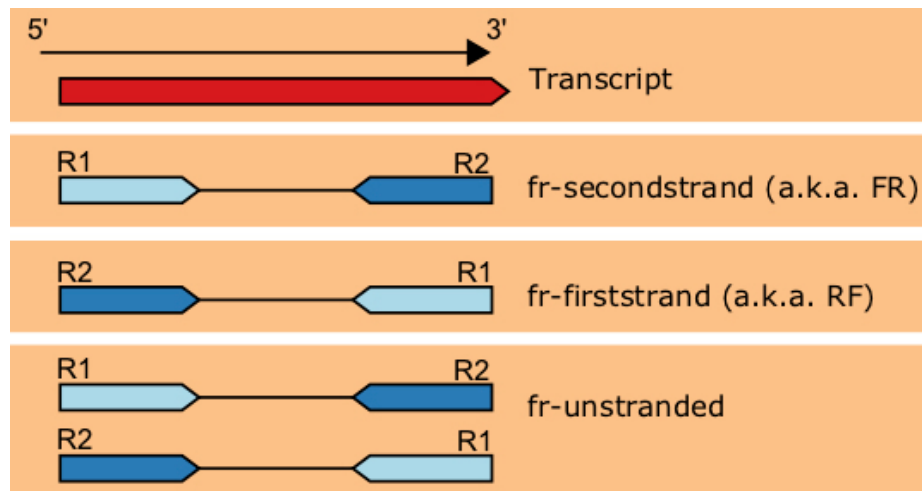 5' 3'
Transcript
R1 R2
fr-secondstrand (a.k.a. FR)
R2 R1
fr-firststrand (a.k.a. RF)
R1 R2
fr-unstranded
R2 R1